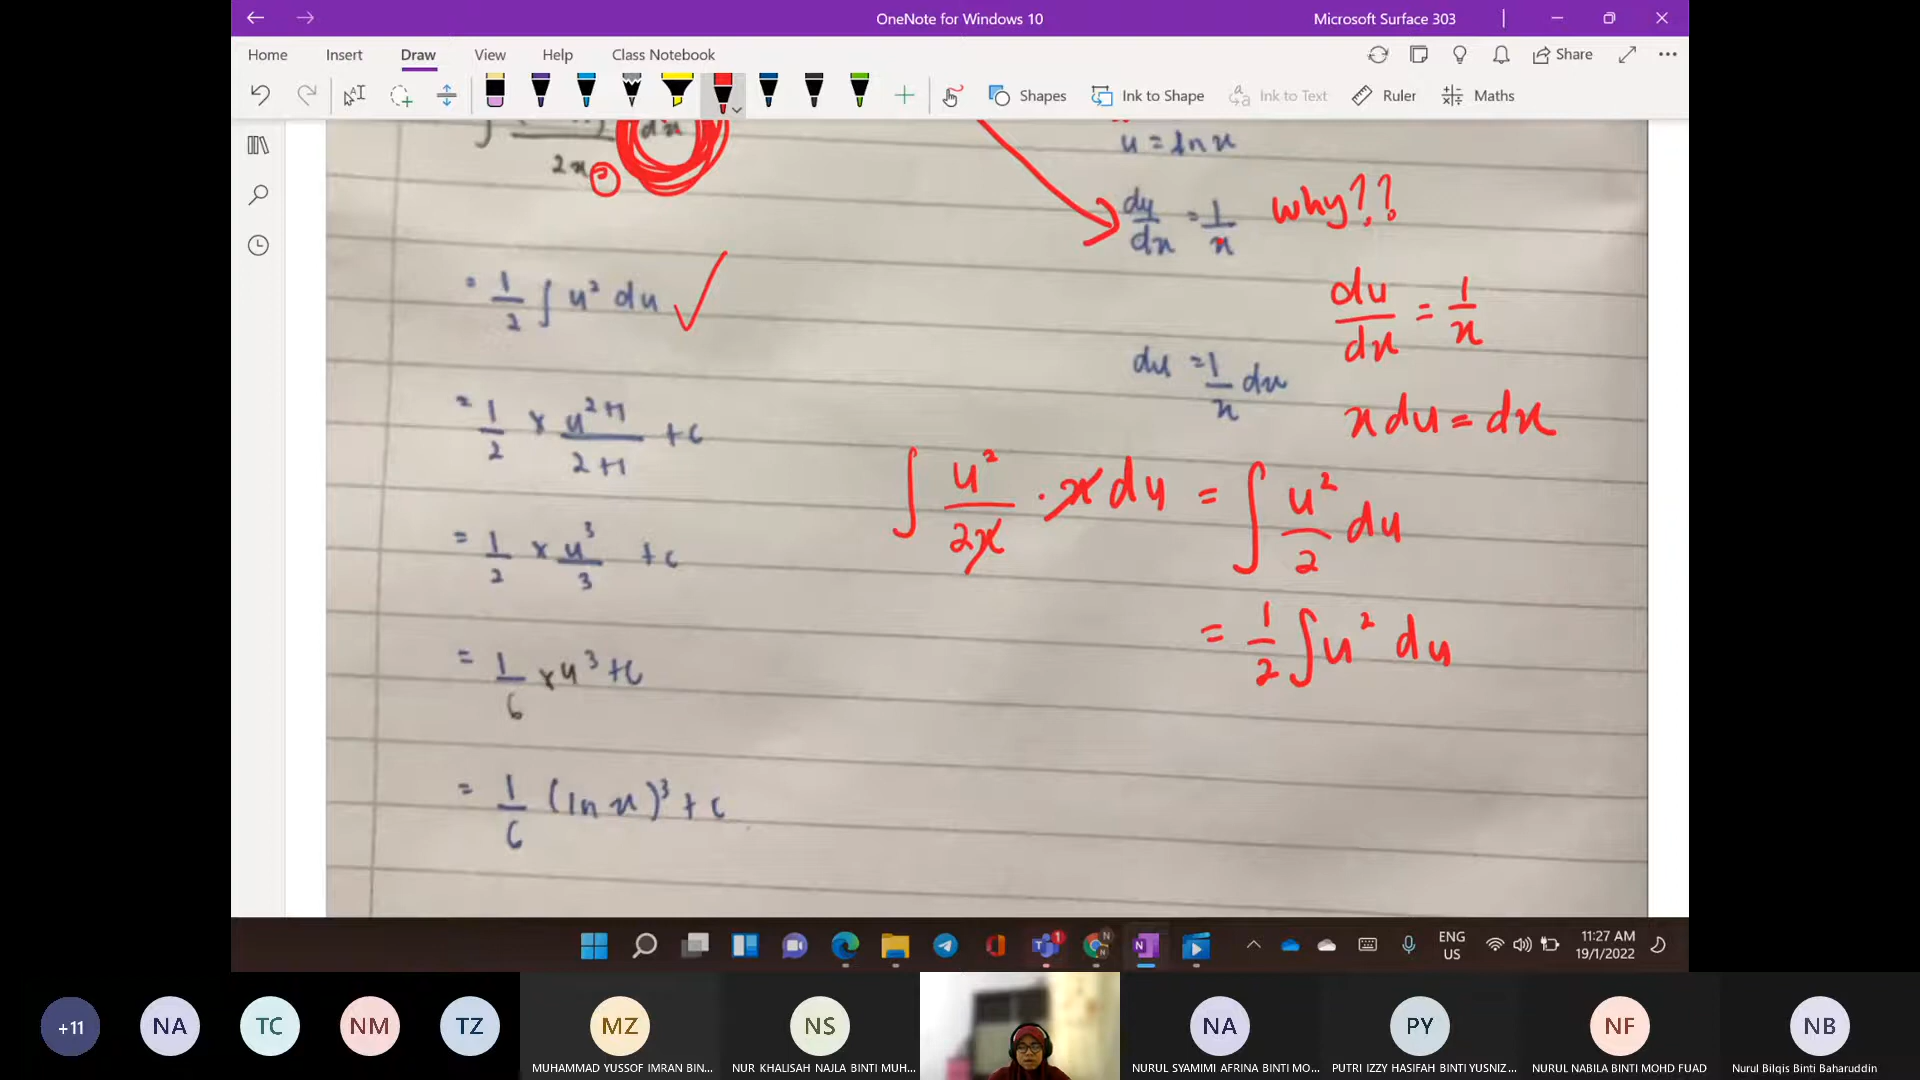 OneNote for Windows 10
Microsoft Surface 303
Home Insert Draw View Help Class Notebook
Share
Shapes Ink to Shape Ink to Text Ruler Maths
∫ dx
2x
u = ln x
dy/dx = 1/x why??
= 1/2 ∫ u² du ✓
du/dx = 1/x
du = 1/x dx
x du = dx
= 1/2 × u²⁺¹/2+1 + c
∫ u²/2x · x du = ∫ u²/2 du
= 1/2 × u³/3 + c
= 1/2 ∫ u² du
= 1/6 × u³ + c
= 1/6 (ln x)³ + c
ENG
US
11:27 AM
19/1/2022
1
N
N
+11 NA TC NM TZ MZ NS NA PY NF NB
MUHAMMAD YUSSOF IMRAN BIN...
NUR KHALISAH NAJLA BINTI MUH...
NURUL SYAMIMI AFRINA BINTI MO...
PUTRI IZZY HASIFAH BINTI YUSNIZ...
NURUL NABILA BINTI MOHD FUAD
Nurul Bilqis Binti Baharuddin